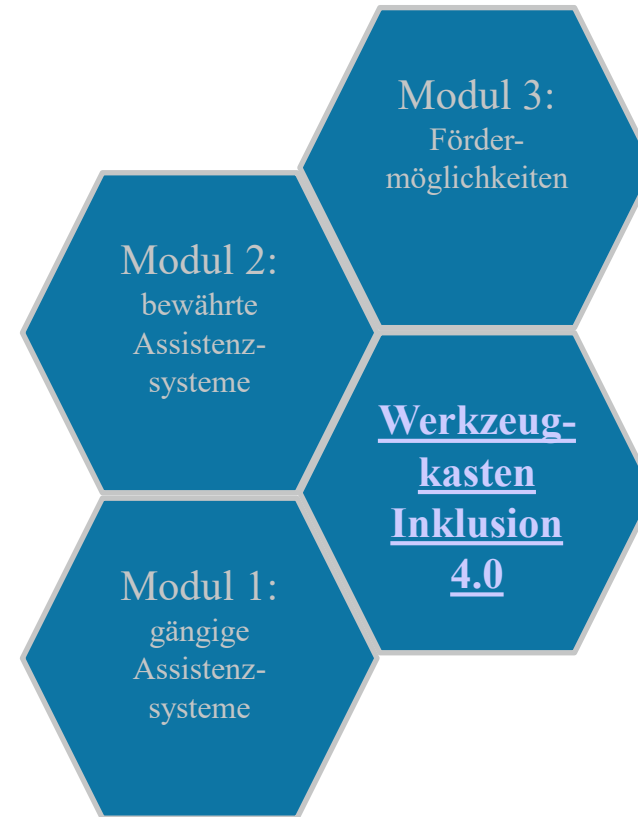 Modul 3:
Förder-
möglichkeiten
Modul 2:
bewährte
Assistenz-
systeme
Werkzeug-
kasten
Inklusion
4.0
Modul 1:
gängige
Assistenz-
systeme